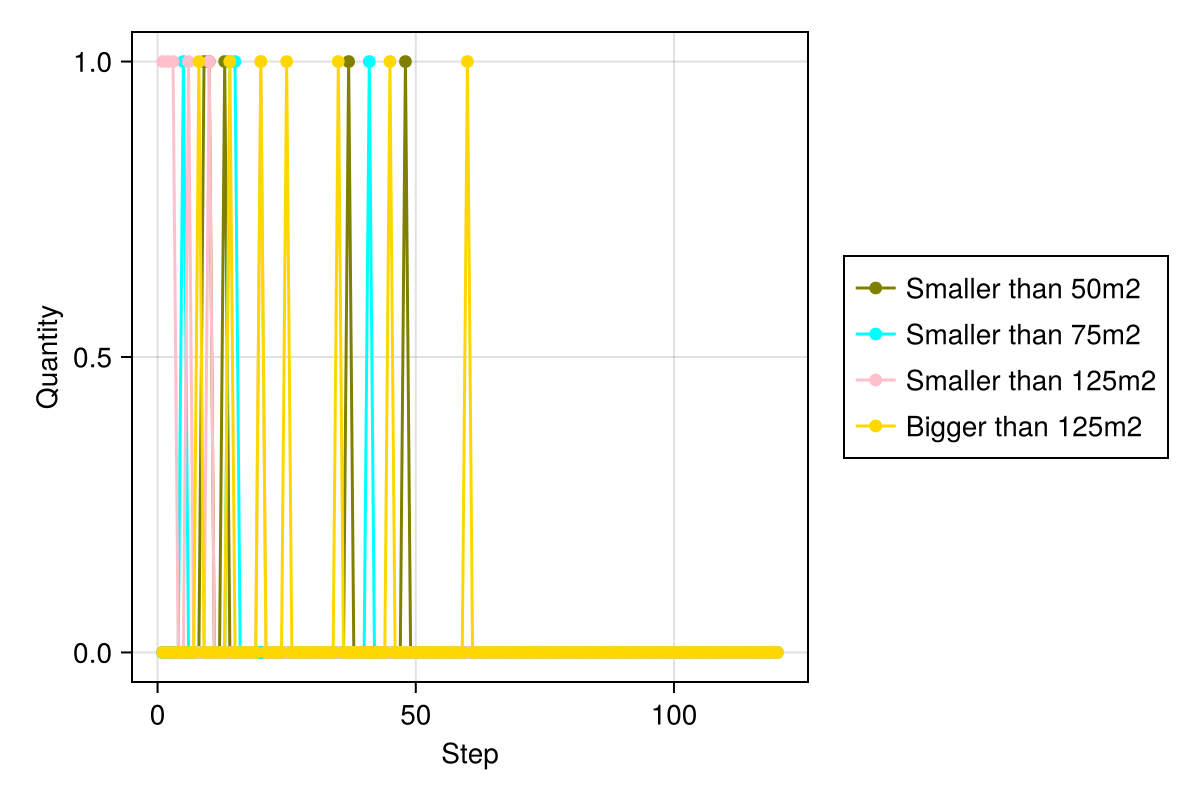 1.0
0.5
0.0
Quantity
0
50
100
Step
Smaller than 50m2
Smaller than 75m2
Smaller than 125m2
Bigger than 125m2